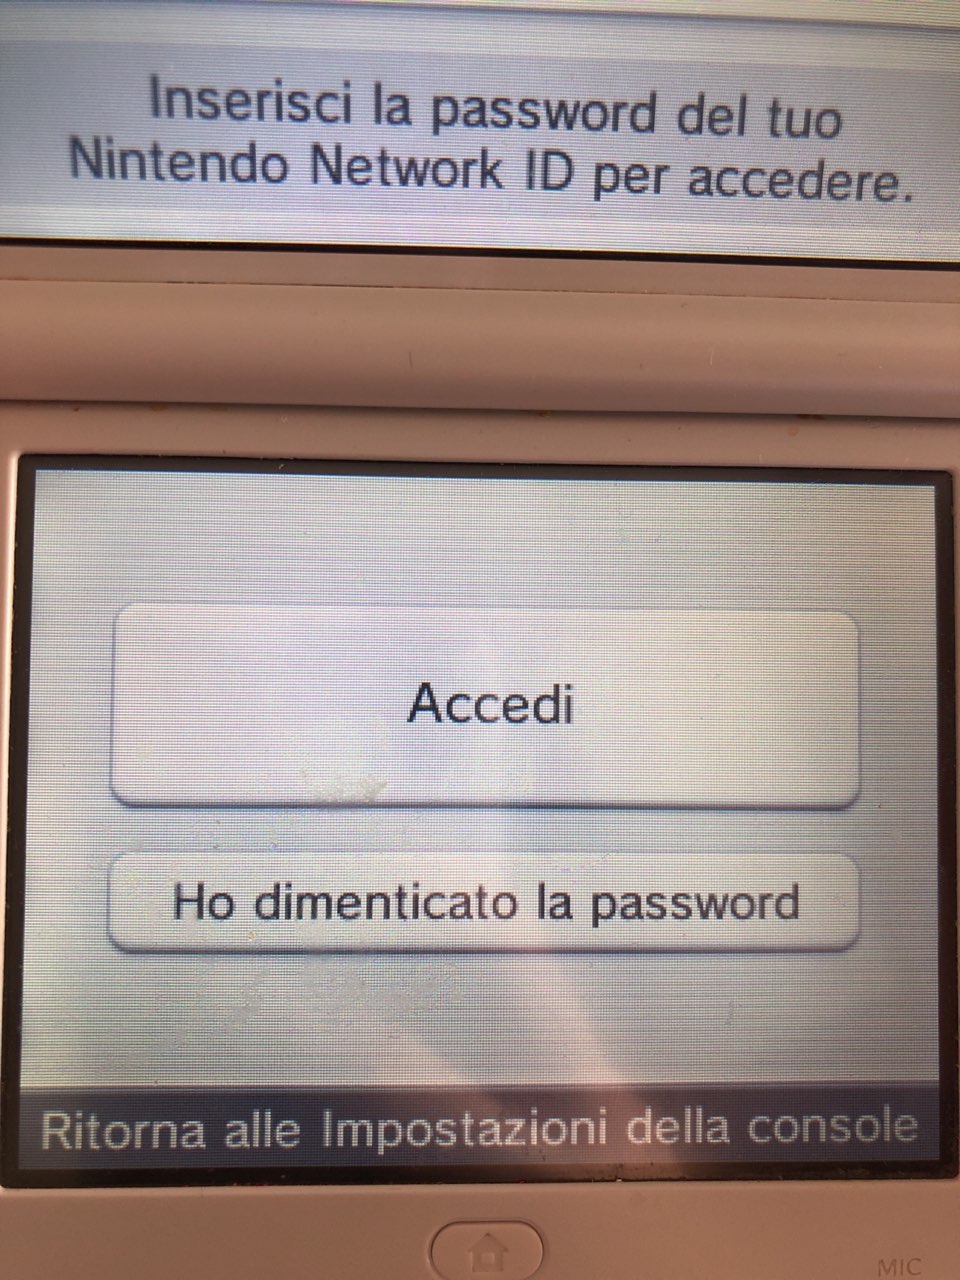 Inserisci la password del tuo
Nintendo Network ID per accedere.
Accedi
Ho dimenticato la password
Ritorna alle Impostazioni della console
MIC